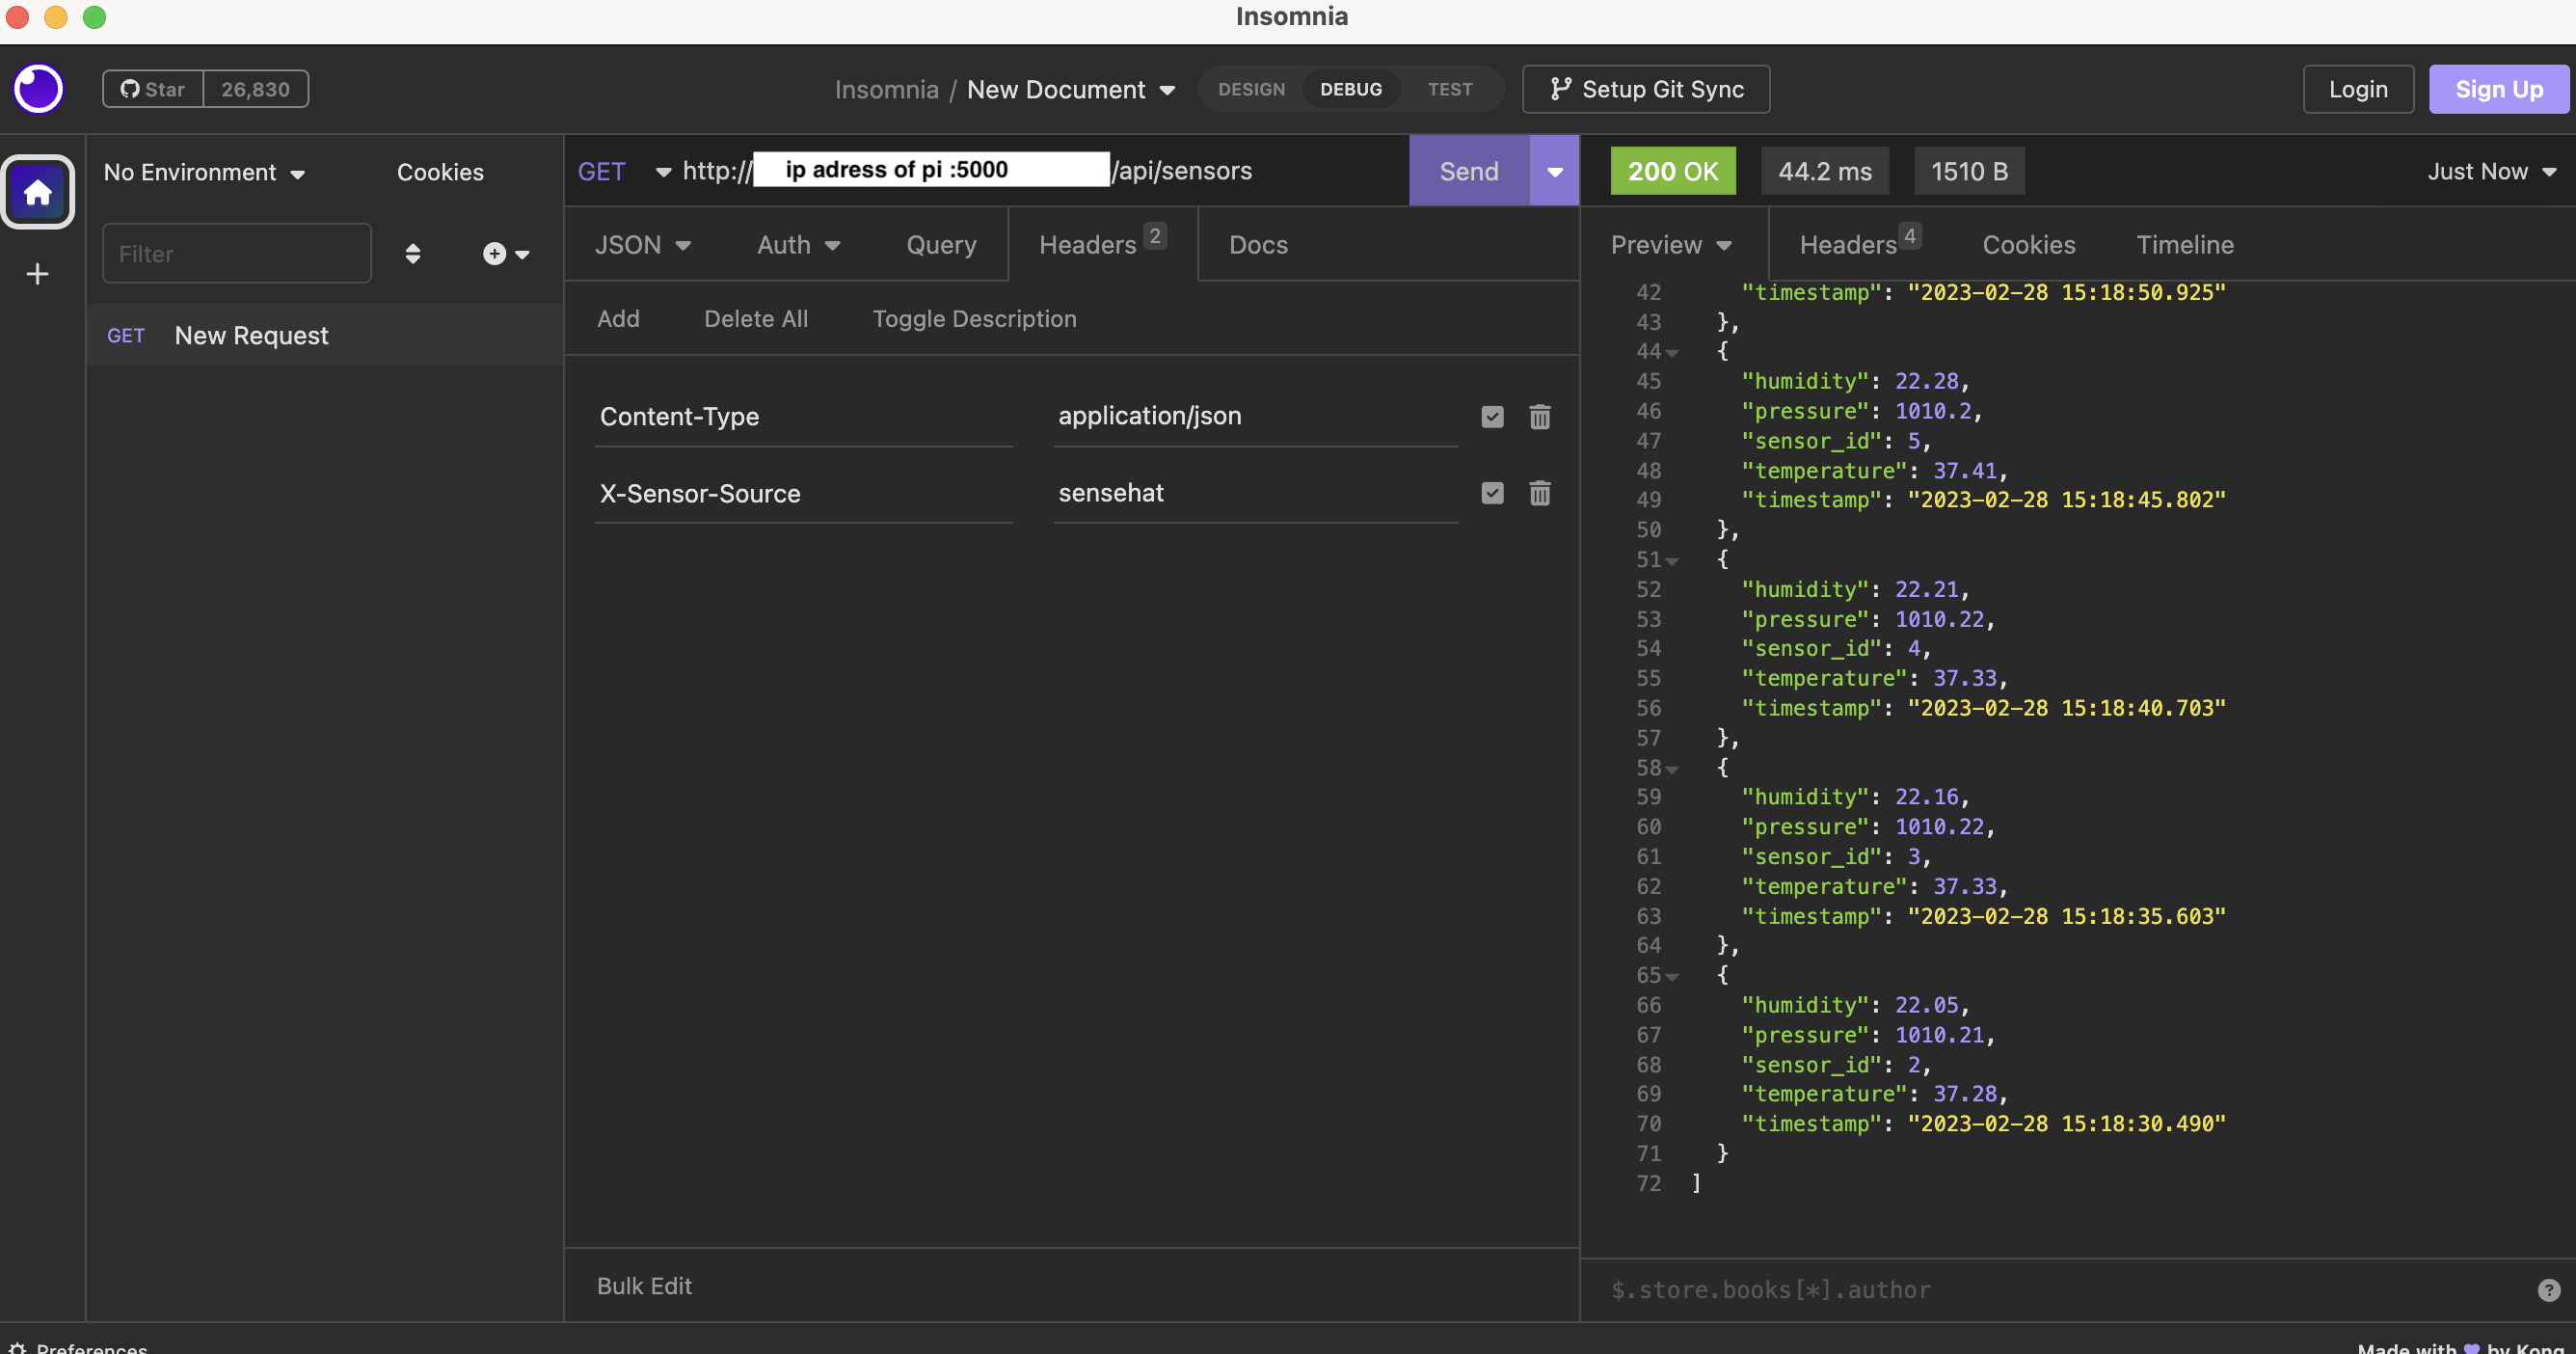 Insomnia
Star 26,830
Insomnia / New Document
DESIGN DEBUG TEST
Setup Git Sync
Login
Sign Up
No Environment
Cookies
Filter
GET New Request
GET http:// ip adress of pi :5000 /api/sensors
Send
JSON Auth Query Headers 2 Docs
Add Delete All Toggle Description
Content-Type application/json
X-Sensor-Source sensehat
Bulk Edit
200 OK 44.2 ms 1510 B Just Now
Preview Headers 4 Cookies Timeline
42 "timestamp": "2023-02-28 15:18:50.925"
43 },
44 {
45 "humidity": 22.28,
46 "pressure": 1010.2,
47 "sensor_id": 5,
48 "temperature": 37.41,
49 "timestamp": "2023-02-28 15:18:45.802"
50 },
51 {
52 "humidity": 22.21,
53 "pressure": 1010.22,
54 "sensor_id": 4,
55 "temperature": 37.33,
56 "timestamp": "2023-02-28 15:18:40.703"
57 },
58 {
59 "humidity": 22.16,
60 "pressure": 1010.22,
61 "sensor_id": 3,
62 "temperature": 37.33,
63 "timestamp": "2023-02-28 15:18:35.603"
64 },
65 {
66 "humidity": 22.05,
67 "pressure": 1010.21,
68 "sensor_id": 2,
69 "temperature": 37.28,
70 "timestamp": "2023-02-28 15:18:30.490"
71 }
72 ]
$.store.books[*].author
Preferences
Made with 💜 by Kong